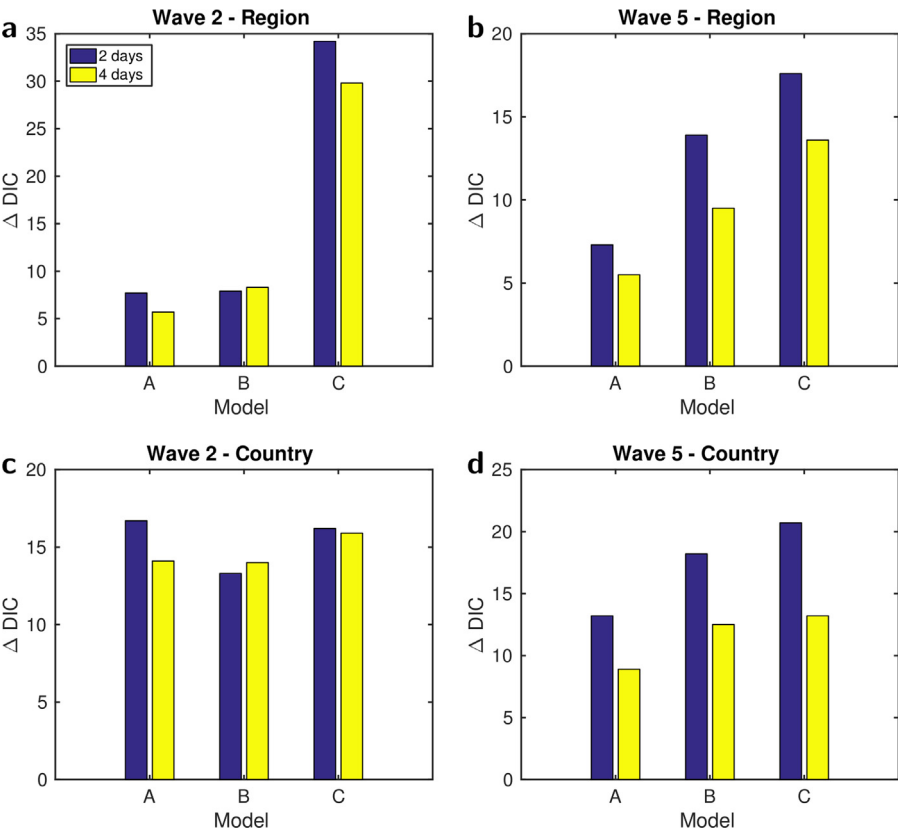 a
Wave 2 - Region
35
30
25
20
15
10
5
0
Δ DIC
2 days
4 days
A B C
Model
b
Wave 5 - Region
20
15
10
5
0
Δ DIC
A B C
Model
c
Wave 2 - Country
20
15
10
5
0
Δ DIC
A B C
Model
d
Wave 5 - Country
25
20
15
10
5
0
Δ DIC
A B C
Model